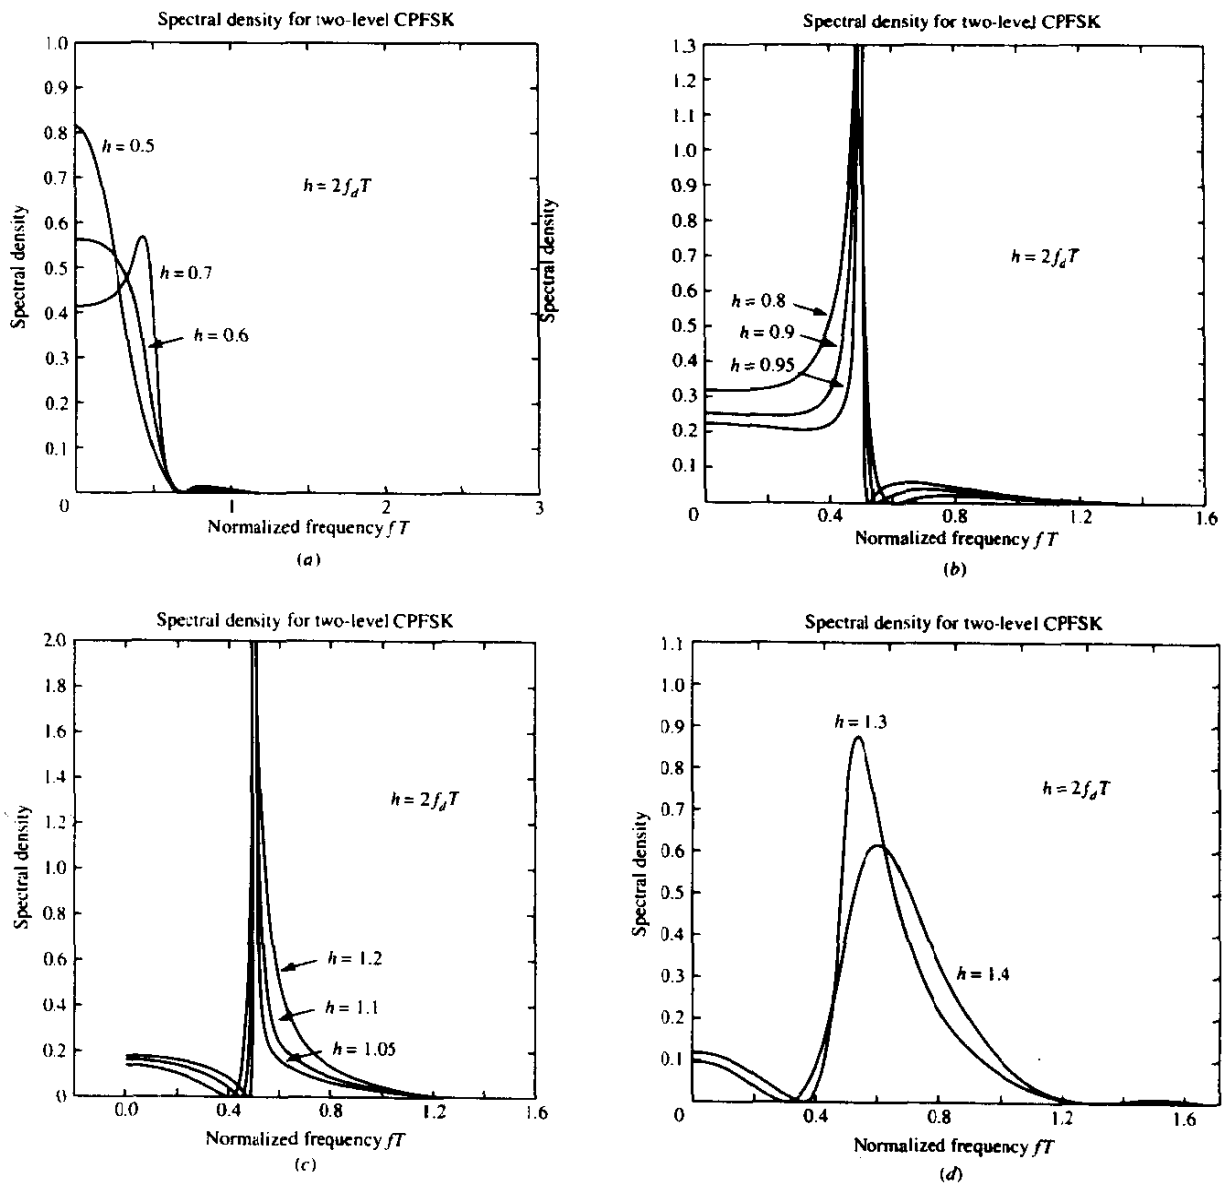 Spectral density for two-level CPFSK
1.0
0.9
0.8
0.7
0.6
0.5
0.4
0.3
0.2
0.1
0
1
2
3
h = 0.5
h = 2f_dT
h = 0.7
h = 0.6
Spectral density
Normalized frequency fT
(a)
Spectral density for two-level CPFSK
1.3
1.2
1.1
1.0
0.9
0.8
0.7
0.6
0.5
0.4
0.3
0.2
0.1
0
0.4
0.8
1.2
1.6
h = 2f_dT
h = 0.8
h = 0.9
h = 0.95
Spectral density
Normalized frequency fT
(b)
Spectral density for two-level CPFSK
2.0
1.8
1.6
1.4
1.2
1.0
0.8
0.6
0.4
0.2
0
0.0
0.4
0.8
1.2
1.6
h = 2f_dT
h = 1.2
h = 1.1
h = 1.05
Spectral density
Normalized frequency fT
(c)
Spectral density for two-level CPFSK
1.1
1.0
0.9
0.8
0.7
0.6
0.5
0.4
0.3
0.2
0.1
0
0.4
0.8
1.2
1.6
h = 1.3
h = 2f_dT
h = 1.4
Spectral density
Normalized frequency fT
(d)